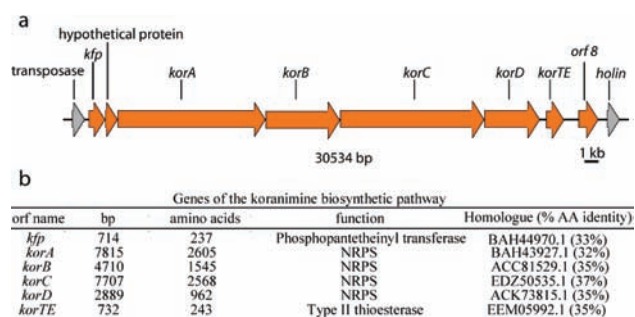 a
hypothetical protein
kfp
orf 8
transposase
korA
korB
korC
korD
korTE
holin
30534 bp
1 kb
b
Genes of the koranimine biosynthetic pathway
orf name bp amino acids function Homologue (% AA identity)
kfp 714 237 Phosphopantetheinyl transferase BAH44970.1 (33%)
korA 7815 2605 NRPS BAH43927.1 (32%)
korB 4710 1545 NRPS ACC81529.1 (35%)
korC 7707 2568 NRPS EDZ50535.1 (37%)
korD 2889 962 NRPS ACK73815.1 (35%)
korTE 732 243 Type II thioesterase EEM05992.1 (35%)